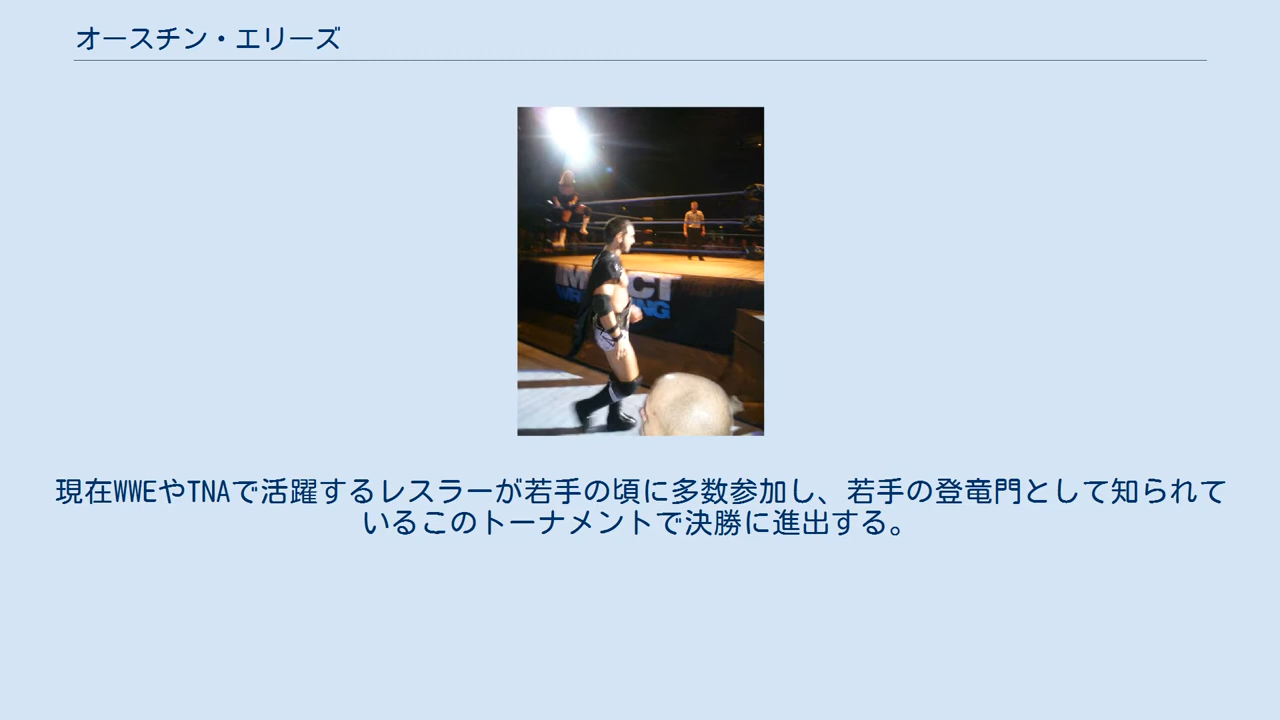 オースチン・エリーズ
IMPACT
WRESTLING
現在WWEやTNAで活躍するレスラーが若手の頃に多数参加し、若手の登竜門として知られて
いるこのトーナメントで決勝に進出する。